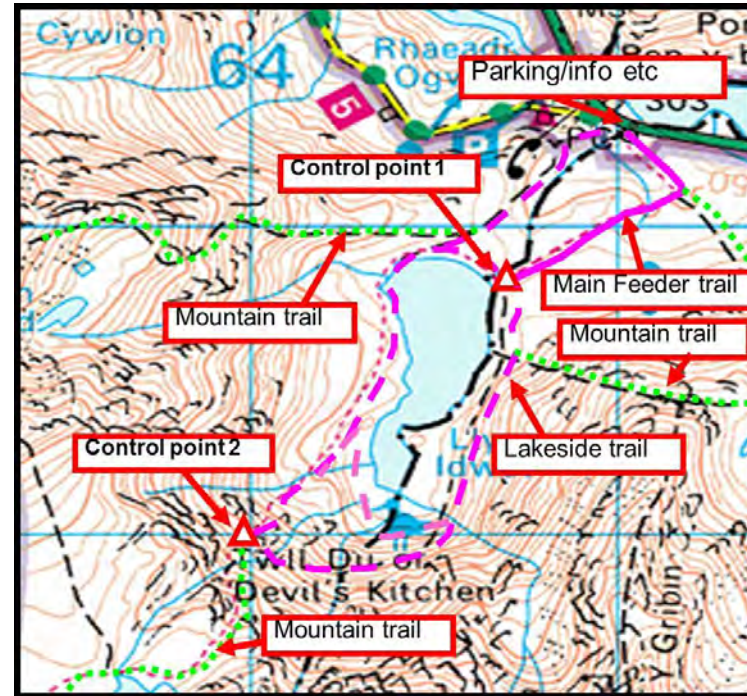 Cywion
64
Rhaeadr
Parking/info etc
303
5
Control point 1
Main Feeder trail
Mountain trail
Mountain trail
Lakeside trail
Control point 2
Devil's Kitchen
Y Gribin
Mountain trail